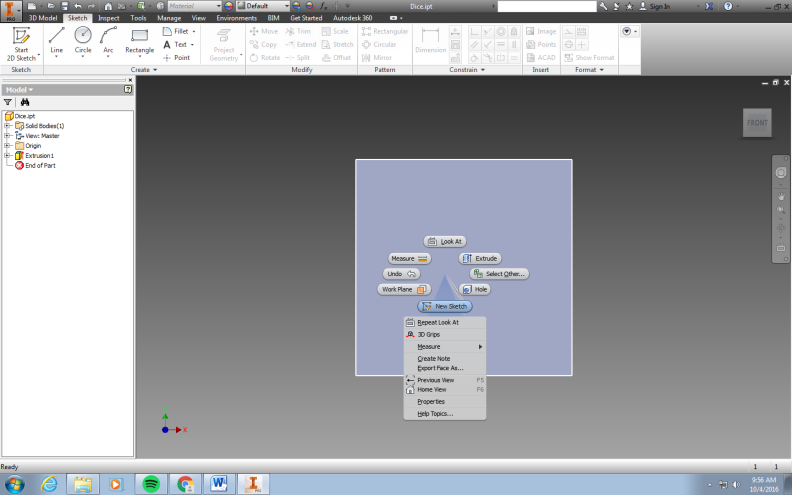 Material
Default
Dice.ipt
Sign In
PRO
3D Model Sketch Inspect Tools Manage View Environments BIM Get Started Autodesk 360
Start
2D Sketch
Line
Circle
Arc
Rectangle
Fillet
Text
Point
Project
Geometry
Move
Copy
Rotate
Trim
Extend
Split
Scale
Stretch
Offset
Rectangular
Circular
Mirror
Dimension
Image
Points
ACAD
Show Format
Sketch Create Modify Pattern Constrain Insert Format
Model
Dice.ipt
Solid Bodies(1)
View: Master
Origin
Extrusion1
End of Part
FRONT
Look At
Measure
Extrude
Undo
Select Other...
Work Plane
Hole
New Sketch
Repeat Look At
3D Grips
Measure
Create Note
Export Face As...
Previous View F5
Home View F6
Properties
Help Topics...
X
Ready
1 1
W
PRO
9:56 AM
10/4/2016